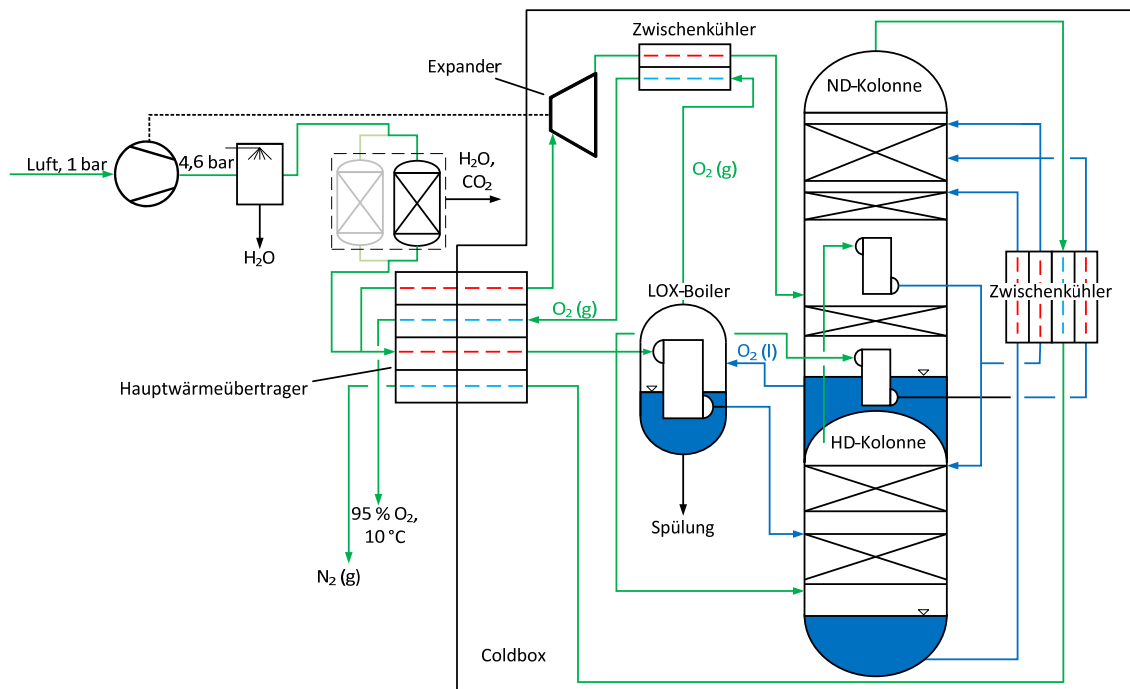 Zwischenkühler
Expander
ND-Kolonne
Luft, 1 bar
4,6 bar
H₂O,
CO₂
O₂ (g)
H₂O
LOX-Boiler
Zwischenkühler
O₂ (g)
O₂ (l)
Hauptwärmeübertrager
HD-Kolonne
95 % O₂,
10 °C
Spülung
N₂ (g)
Coldbox